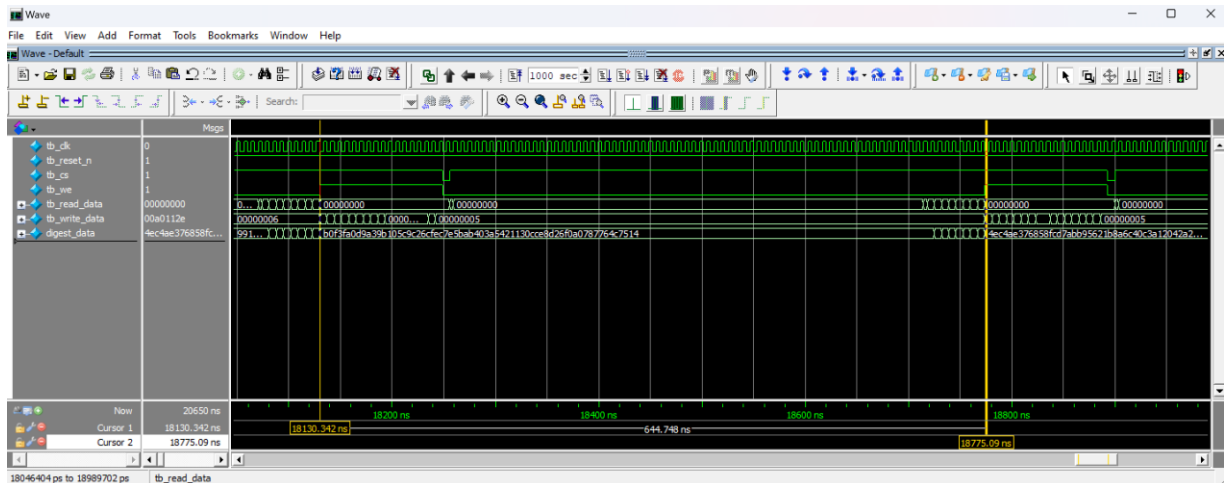 Wave
File Edit View Add Format Tools Bookmarks Window Help
Wave - Default
1000 sec
Search:
Msgs
tb_clk 0
tb_reset_n 1
tb_cs 1
tb_we 1
tb_read_data 00000000 0... 00000000 00000000 00000000 00000000
tb_write_data 00a0112e 00000006 0000... 00000005 00000005
digest_data 4ec4ae376858fc... 991... b0f3fa0d9a39b105c9c26cfec7e5bab403a5421130cce8d26f0a0787764c7514 4ec4ae376858fcd7abb95621b8a6c40c3a12042a2...
Now 20650 ns 18200 ns 18400 ns 18600 ns 18800 ns
Cursor 1 18130.342 ns 18130.342 ns 644.748 ns
Cursor 2 18775.09 ns 18775.09 ns
18046404 ps to 18989702 ps tb_read_data